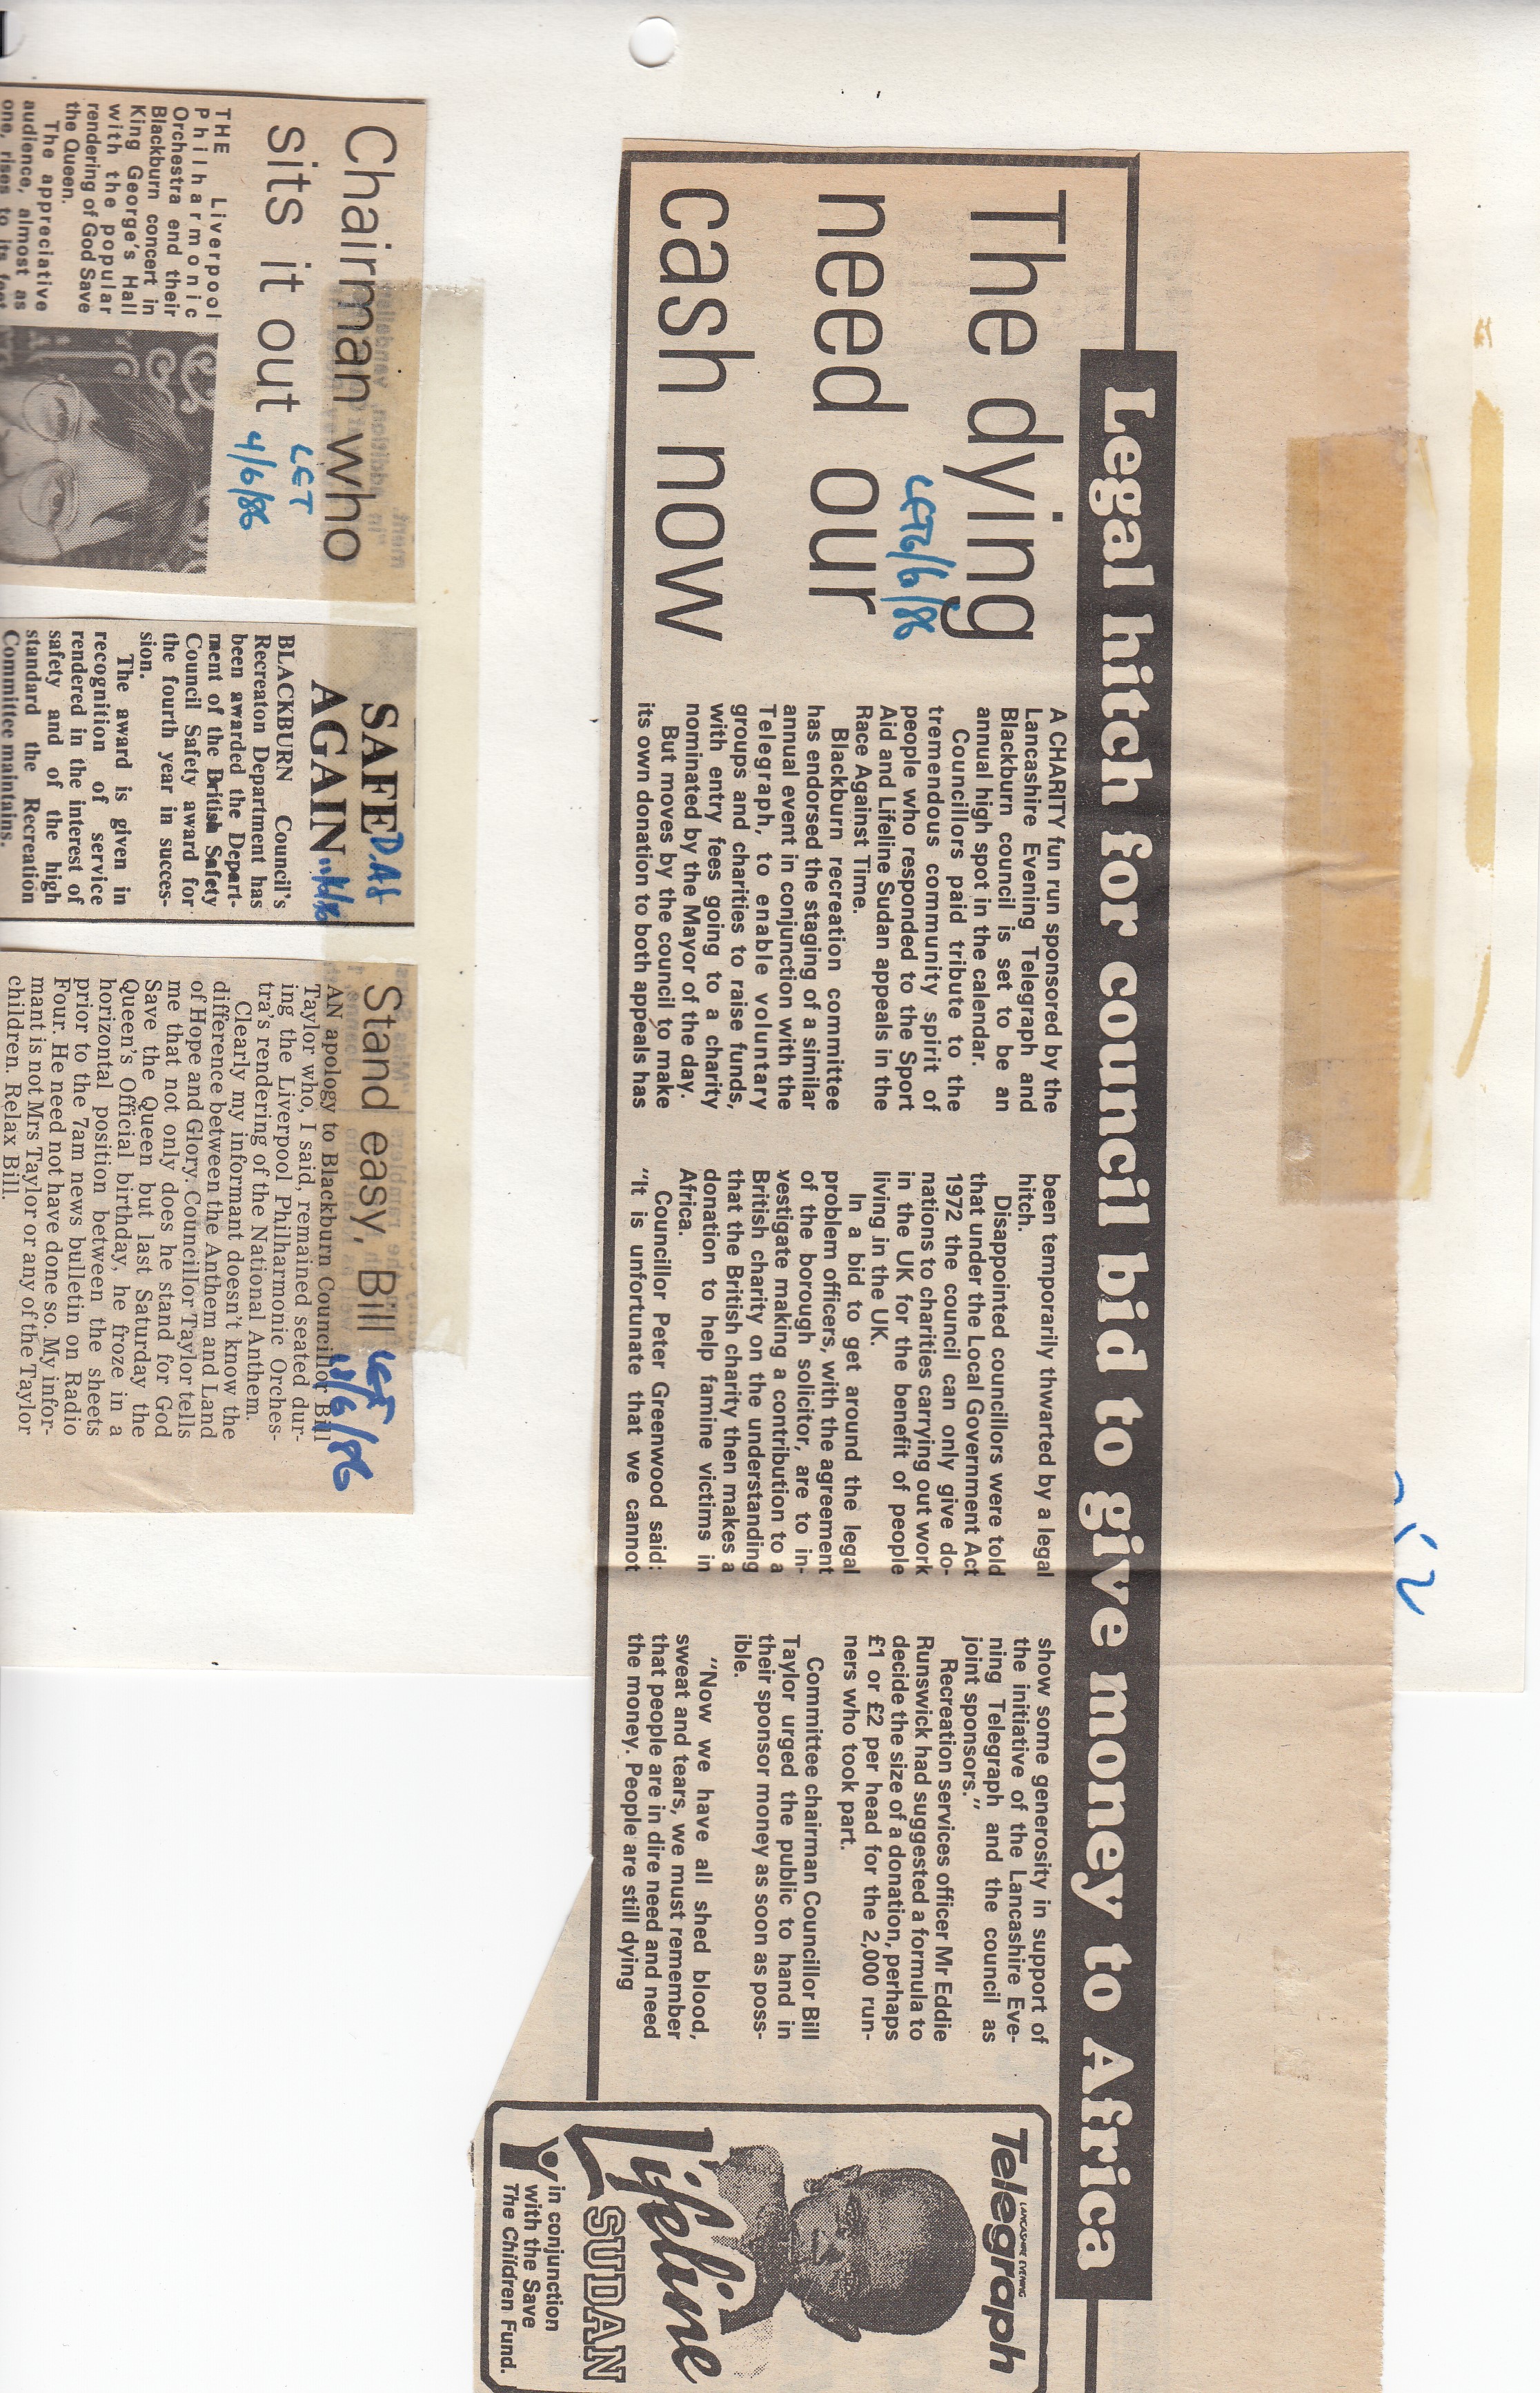 Legal hitch for council bid to give money to Africa
The dying
need our
cash now
LET 6/6/86
A CHARITY fun run sponsored by the
Lancashire Evening Telegraph and
Blackburn council is set to be an
annual high spot in the calendar.
Councillors paid tribute to the
tremendous community spirit of
people who responded to the Sport
Aid and Lifeline Sudan appeals in the
Race Against Time.
Blackburn recreation committee
has endorsed the staging of a similar
annual event in conjunction with the
Telegraph, to enable voluntary
groups and charities to raise funds,
with entry fees going to a charity
nominated by the Mayor of the day.
But moves by the council to make
its own donation to both appeals has
been temporarily thwarted by a legal
hitch.
Disappointed councillors were told
that under the Local Government Act
1972 the council can only give do-
nations to charities carrying out work
in the UK for the benefit of people
living in the UK.
In a bid to get around the legal
problem officers, with the agreement
of the borough solicitor, are to in-
vestigate making a contribution to a
British charity on the understanding
that the British charity then makes a
donation to help famine victims in
Africa.
Councillor Peter Greenwood said:
"It is unfortunate that we cannot
show some generosity in support of
the initiative of the Lancashire Eve-
ning Telegraph and the council as
joint sponsors."
Recreation services officer Mr Eddie
Runswick had suggested a formula to
decide the size of a donation, perhaps
£1 or £2 per head for the 2,000 run-
ners who took part.
Committee chairman Councillor Bill
Taylor urged the public to hand in
their sponsor money as soon as poss-
ible.
"Now we have all shed blood,
sweat and tears, we must remember
that people are in dire need and need
the money. People are still dying
LANCASHIRE EVENING
Telegraph
Lifeline
SUDAN
in conjunction
with the Save
The Children Fund.
Chairman who
sits it out
LET
4/6/86
THE Liverpool
Philharmonic
Orchestra end their
Blackburn concert in
King George's Hall
with the popular
rendering of God Save
the Queen.
The appreciative
audience, almost as
one, rises to its feet
SAFE
AGAIN
BLACKBURN Council's
Recreaton Department has
been awarded the Depart-
ment of the British Safety
Council Safety award for
the fourth year in succes-
sion.
The award is given in
recognition of service
rendered in the interest of
safety and of the high
standard the Recreation
Committee maintains.
Stand easy, Bill
LET
AN apology to Blackburn Councillor Bill
Taylor who, I said, remained seated dur-
ing the Liverpool Philharmonic Orches-
tra's rendering of the National Anthem.
Clearly my informant doesn't know the
difference between the Anthem and Land
of Hope and Glory. Councillor Taylor tells
me that not only does he stand for God
Save the Queen but last Saturday the
Queen's Official birthday, he froze in a
horizontal position between the sheets
prior to the 7am news bulletin on Radio
Four. He need not have done so. My infor-
mant is not Mrs Taylor or any of the Taylor
children. Relax Bill.